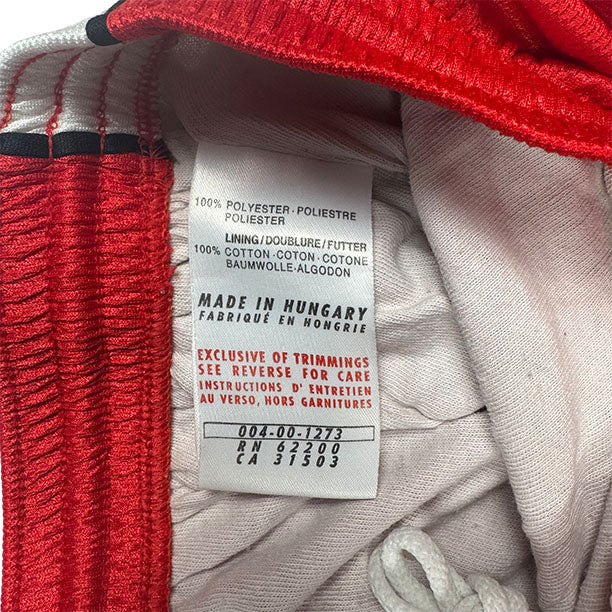 100% POLYESTER · POLIESTRE
POLIESTER
LINING/DOUBLURE/FUTTER
100% COTTON · COTON · COTONE
BAUMWOLLE · ALGODON
MADE IN HUNGARY
FABRIQUÉ EN HONGRIE
EXCLUSIVE OF TRIMMINGS
SEE REVERSE FOR CARE
INSTRUCTIONS D' ENTRETIEN
AU VERSO, HORS GARNITURES
004-00-1273
RN 62200
CA 31503